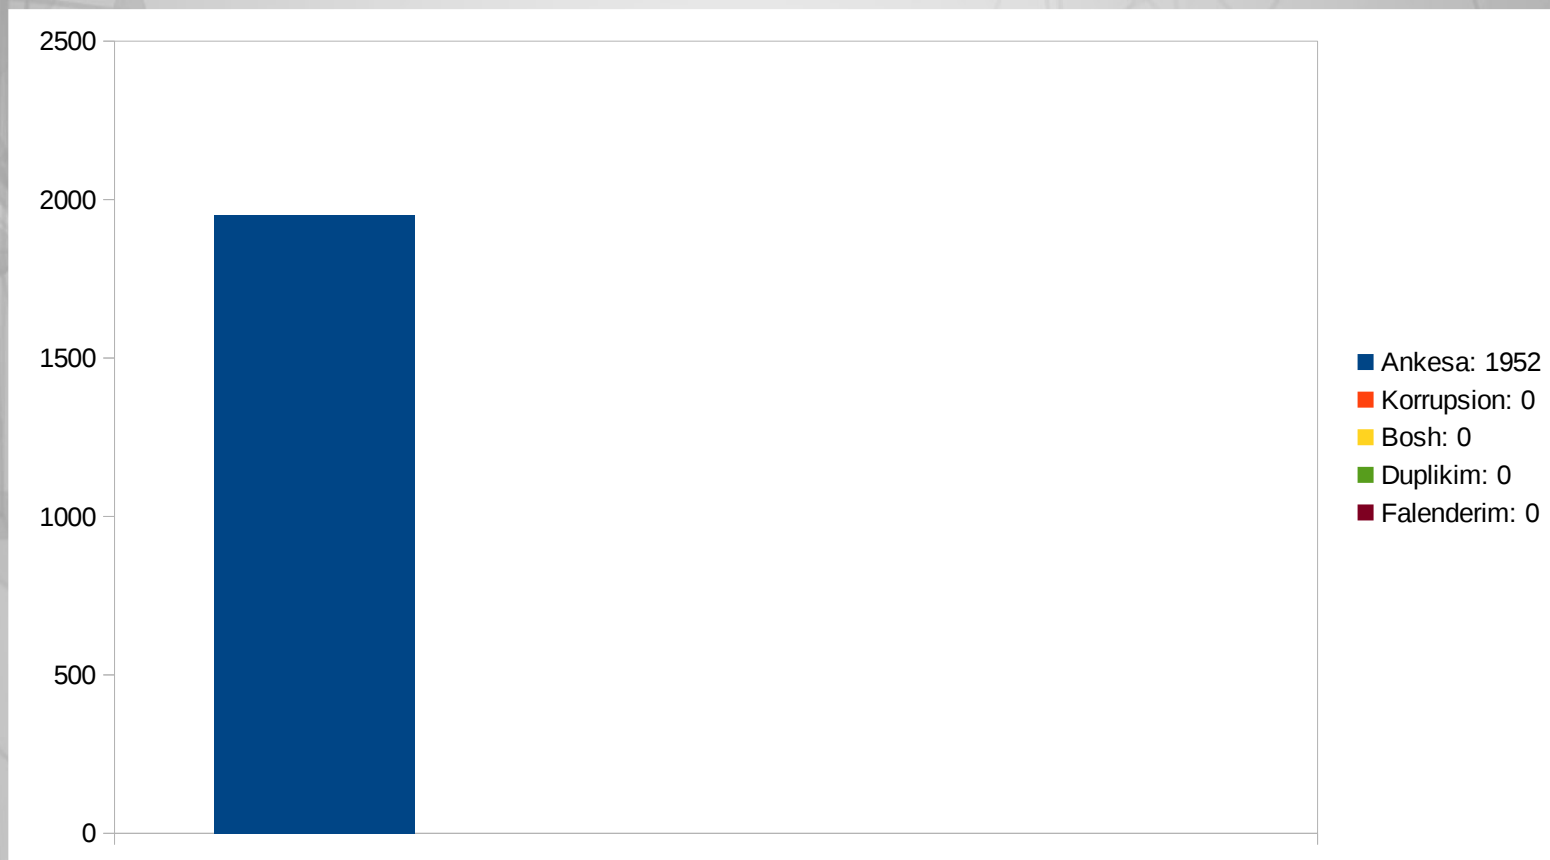 2500
2000
1500
1000
500
0
Ankesa: 1952
Korrupsion: 0
Bosh: 0
Duplikim: 0
Falenderim: 0